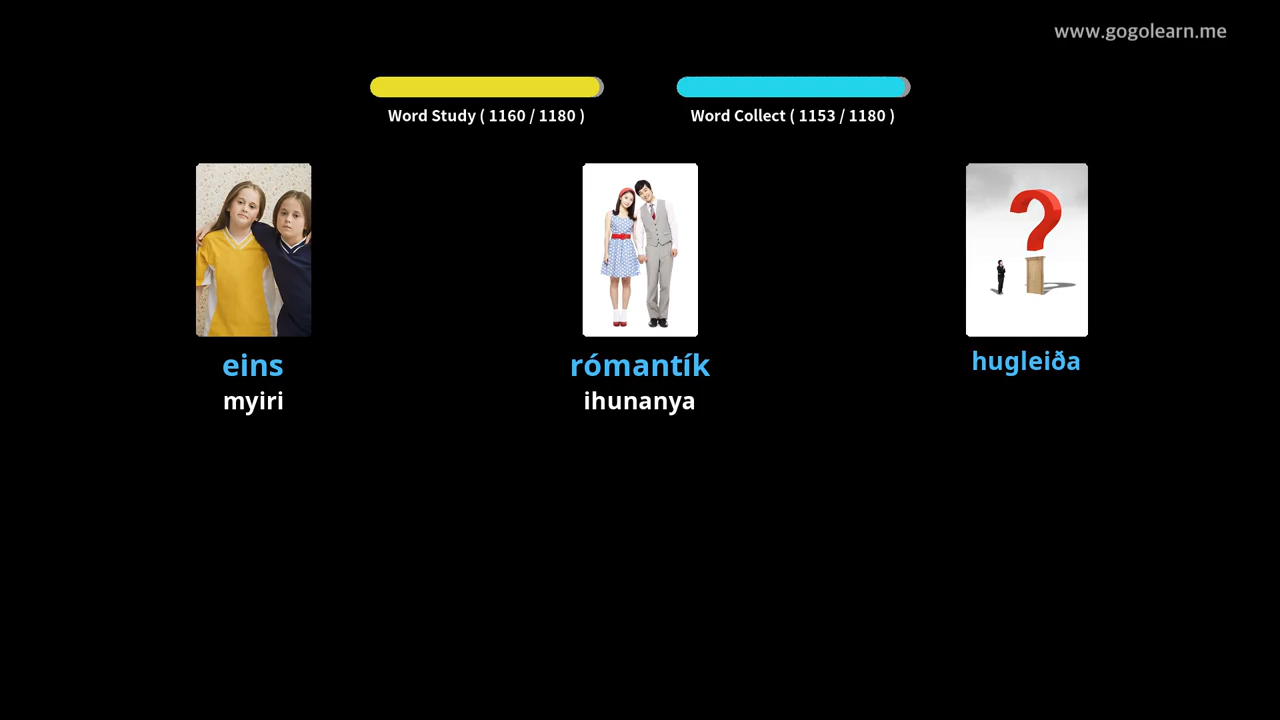 www.gogolearn.me
Word Study ( 1160 / 1180 )
Word Collect ( 1153 / 1180 )
eins
myiri
rómantík
ihunanya
hugleiða